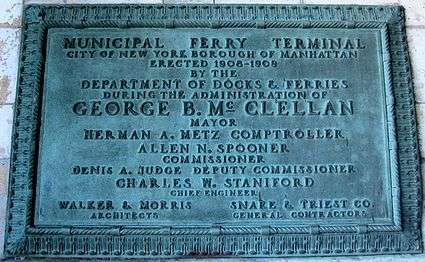 MUNICIPAL FERRY TERMINAL
CITY OF NEW YORK BOROUGH OF MANHATTAN
ERECTED 1906-1908
BY THE
DEPARTMENT OF DOCKS & FERRIES
DURING THE ADMINISTRATION OF
GEORGE B. Mc CLELLAN
MAYOR
HERMAN A. METZ COMPTROLLER
ALLEN N. SPOONER
COMMISSIONER
DENIS A. JUDGE DEPUTY COMMISSIONER
CHARLES W. STANIFORD
CHIEF ENGINEER
WALKER & MORRIS SNARE & TRIEST CO.
ARCHITECTS GENERAL CONTRACTORS